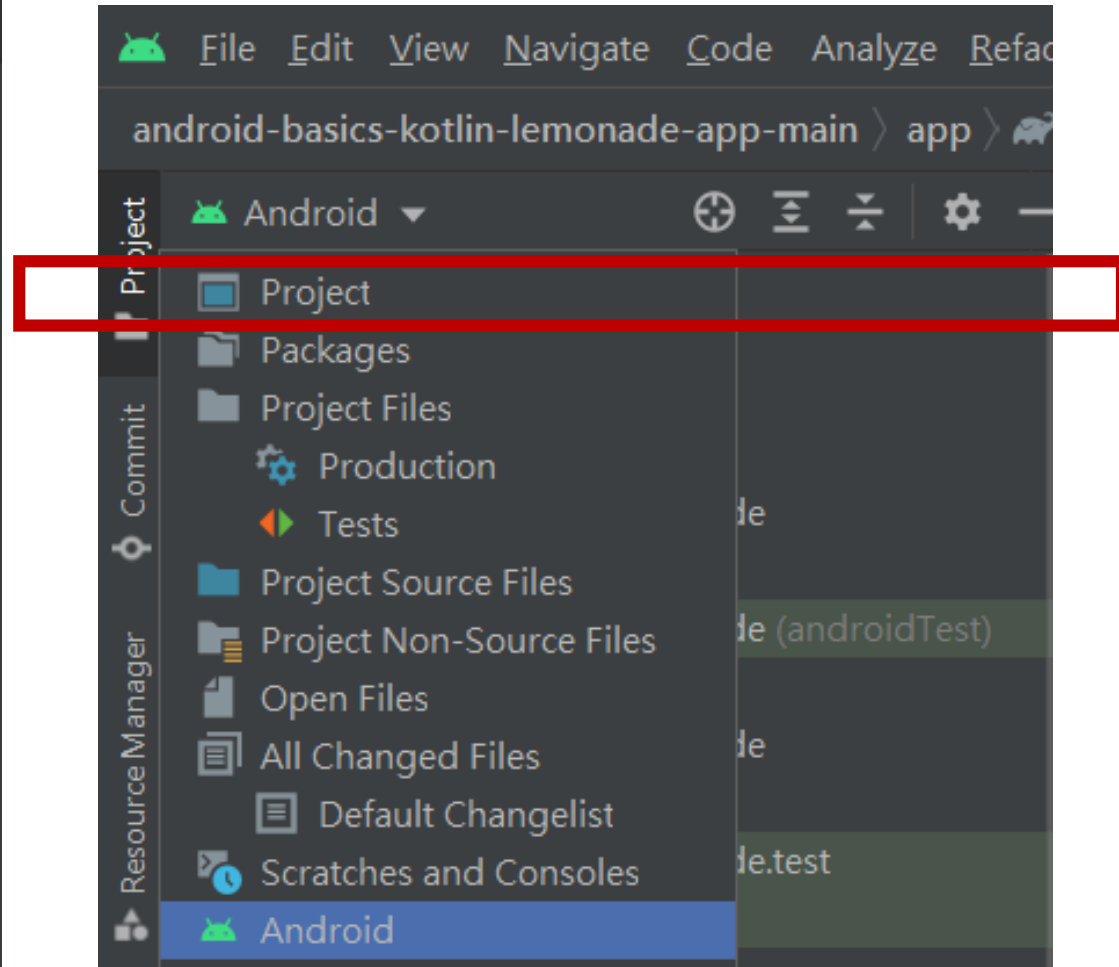 File Edit View Navigate Code Analyze Refac
android-basics-kotlin-lemonade-app-main 〉 app 〉
Android
Project
Project
Packages
Project Files
Production
Commit
Tests
de
Project Source Files
Project Non-Source Files
de (androidTest)
Resource Manager
Open Files
All Changed Files
de
Default Changelist
Scratches and Consoles
de.test
Android